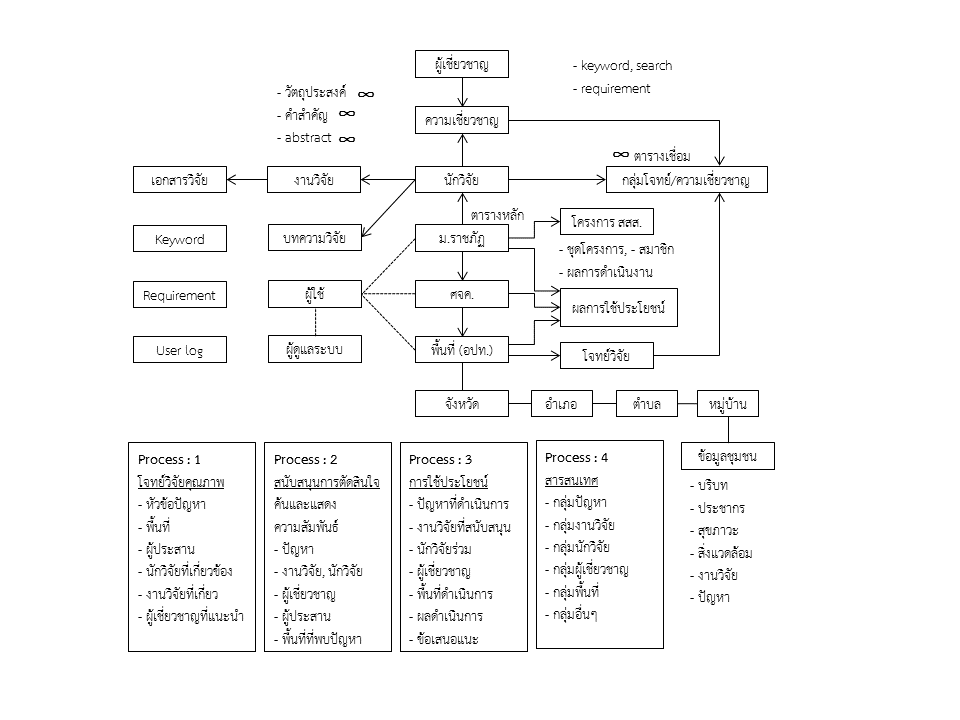 ผู้เชี่ยวชาญ
- keyword, search
- requirement
- วัตถุประสงค์ ∞
- คำสำคัญ ∞
- abstract ∞
ความเชี่ยวชาญ
∞ ตารางเชื่อม
เอกสารวิจัย
งานวิจัย
นักวิจัย
กลุ่มโจทย์/ความเชี่ยวชาญ
ตารางหลัก
โครงการ สสส.
Keyword
บทความวิจัย
ม.ราชภัฏ
- ชุดโครงการ, - สมาชิก
- ผลการดำเนินงาน
Requirement
ผู้ใช้
ศจค.
ผลการใช้ประโยชน์
User log
ผู้ดูแลระบบ
พื้นที่ (อปท.)
โจทย์วิจัย
จังหวัด
อำเภอ
ตำบล
หมู่บ้าน
ข้อมูลชุมชน
- บริบท
- ประชากร
- สุขภาวะ
- สิ่งแวดล้อม
- งานวิจัย
- ปัญหา
Process : 1
โจทย์วิจัยคุณภาพ
- หัวข้อปัญหา
- พื้นที่
- ผู้ประสาน
- นักวิจัยที่เกี่ยวข้อง
- งานวิจัยที่เกี่ยว
- ผู้เชี่ยวชาญที่แนะนำ
Process : 2
สนับสนุนการตัดสินใจ
ค้นและแสดง
ความสัมพันธ์
- ปัญหา
- งานวิจัย, นักวิจัย
- ผู้เชี่ยวชาญ
- ผู้ประสาน
- พื้นที่ที่พบปัญหา
Process : 3
การใช้ประโยชน์
- ปัญหาที่ดำเนินการ
- งานวิจัยที่สนับสนุน
- นักวิจัยร่วม
- ผู้เชี่ยวชาญ
- พื้นที่ดำเนินการ
- ผลดำเนินการ
- ข้อเสนอแนะ
Process : 4
สารสนเทศ
- กลุ่มปัญหา
- กลุ่มงานวิจัย
- กลุ่มนักวิจัย
- กลุ่มผู้เชี่ยวชาญ
- กลุ่มพื้นที่
- กลุ่มอื่นๆ